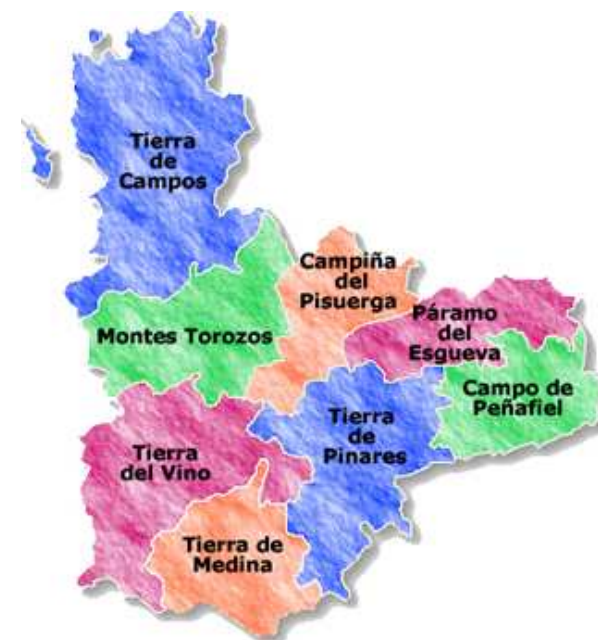 Tierra
de
Campos
Campiña
del
Pisuerga
Montes Torozos
Páramo
del
Esgueva
Campo de
Peñafiel
Tierra
de
Pinares
Tierra
del Vino
Tierra de
Medina